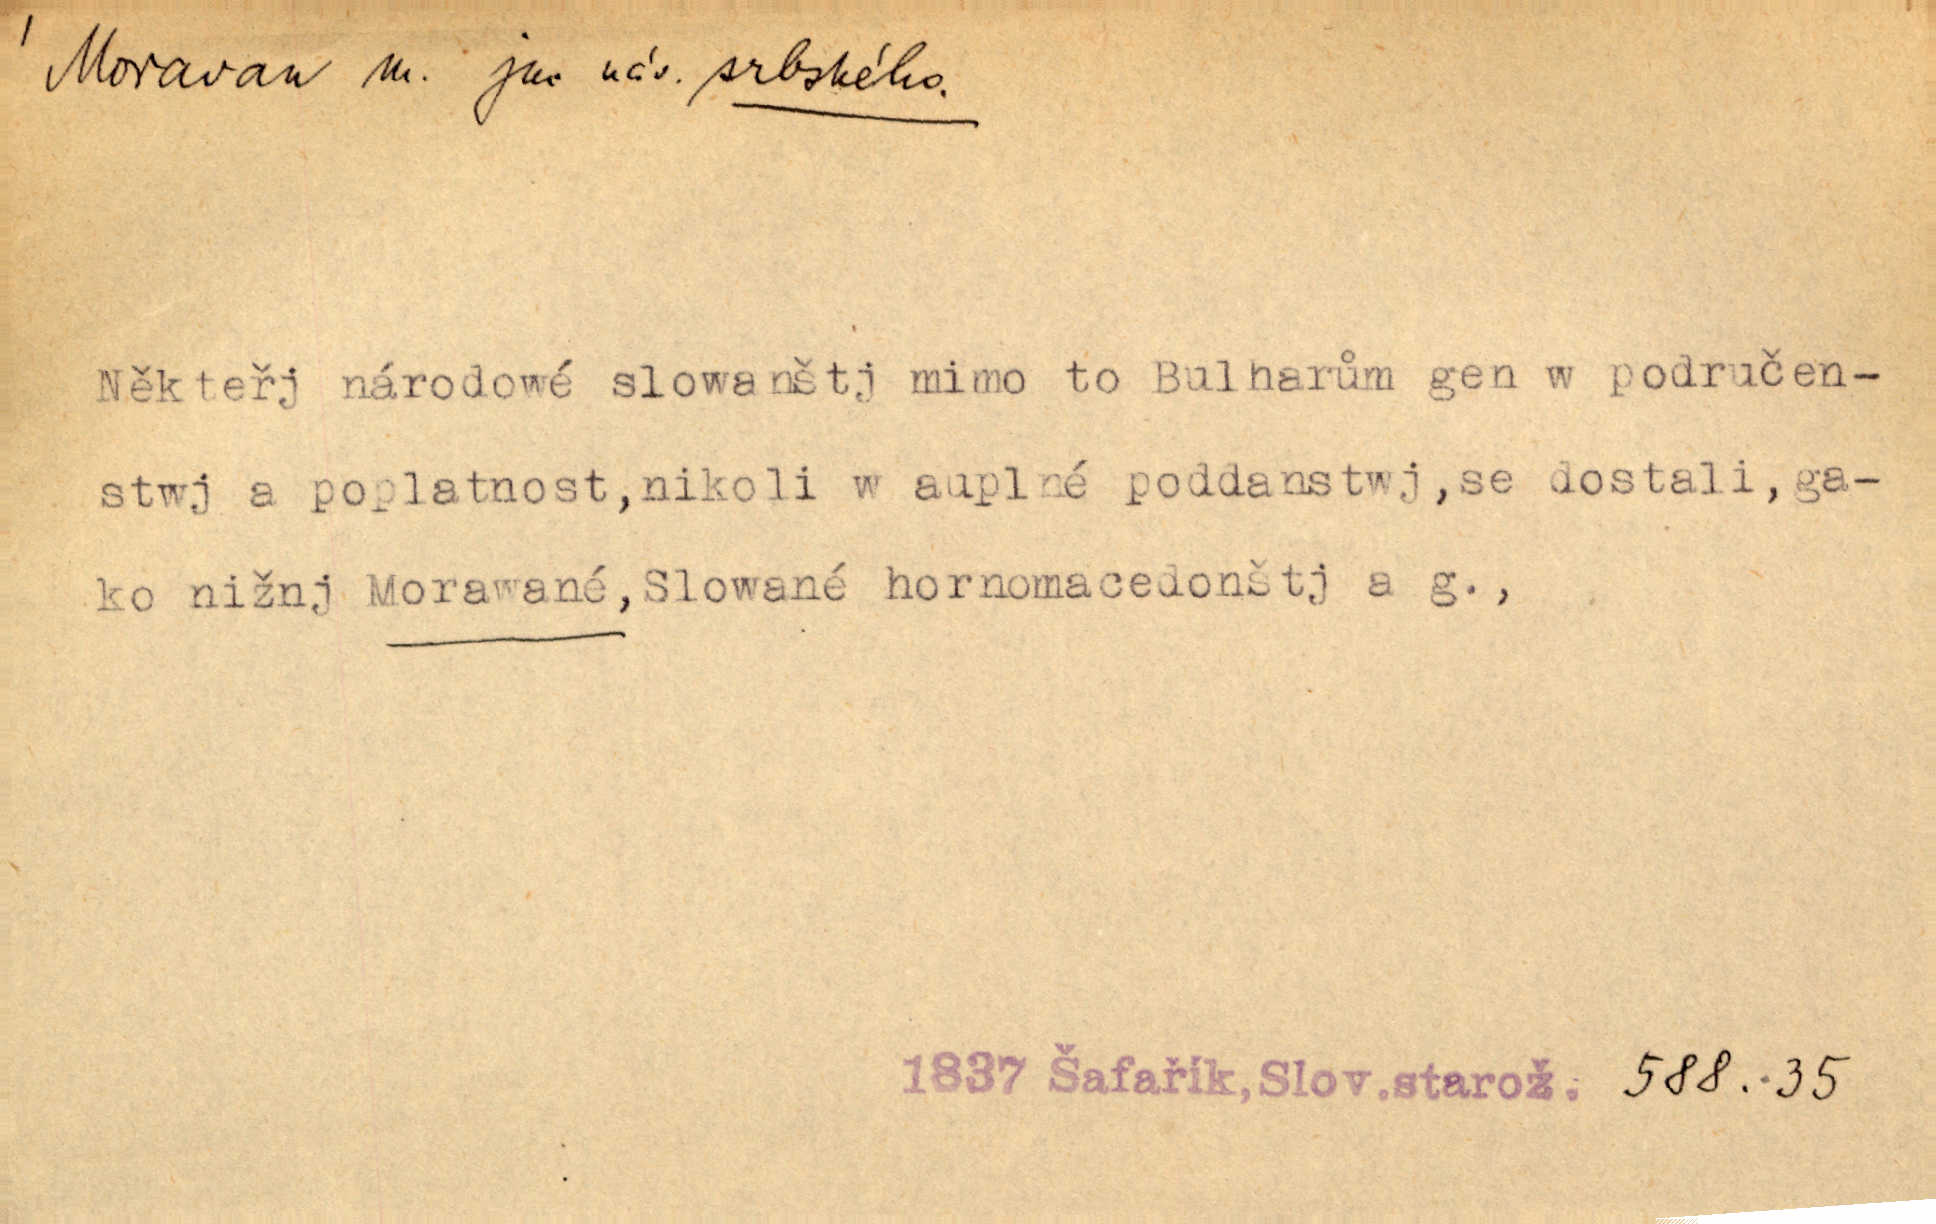 Moravan m. jm. nár. srbského.
Někteřj národowé slowanštj mimo to Bulharům gen w područen-
stwj a poplatnost,nikoli w auplné poddanstwj,se dostali,ga-
ko nižnj Morawané,Slowané hornomacedonštj a g.,
1837 Šafařík,Slov.starož. 588.35